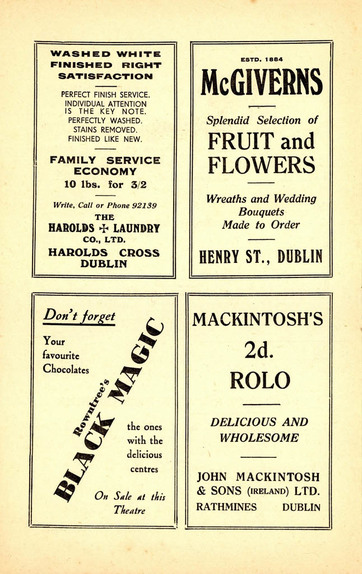 WASHED WHITE
FINISHED RIGHT
SATISFACTION
PERFECT FINISH SERVICE.
INDIVIDUAL ATTENTION
IS THE KEY NOTE.
PERFECTLY WASHED.
STAINS REMOVED.
FINISHED LIKE NEW.
FAMILY SERVICE
ECONOMY
10 lbs. for 3/2
Write, Call or Phone 92139
THE
HAROLDS ✠ LAUNDRY
CO., LTD.
HAROLDS CROSS
DUBLIN
ESTD. 1864
McGIVERNS
Splendid Selection of
FRUIT and
FLOWERS
Wreaths and Wedding
Bouquets
Made to Order
HENRY ST., DUBLIN
Don't forget
Your
favourite
Chocolates
Rowntree's
BLACK MAGIC
the ones
with the
delicious
centres
On Sale at this
Theatre
MACKINTOSH'S
2d.
ROLO
DELICIOUS AND
WHOLESOME
JOHN MACKINTOSH
& SONS (IRELAND) LTD.
RATHMINES DUBLIN